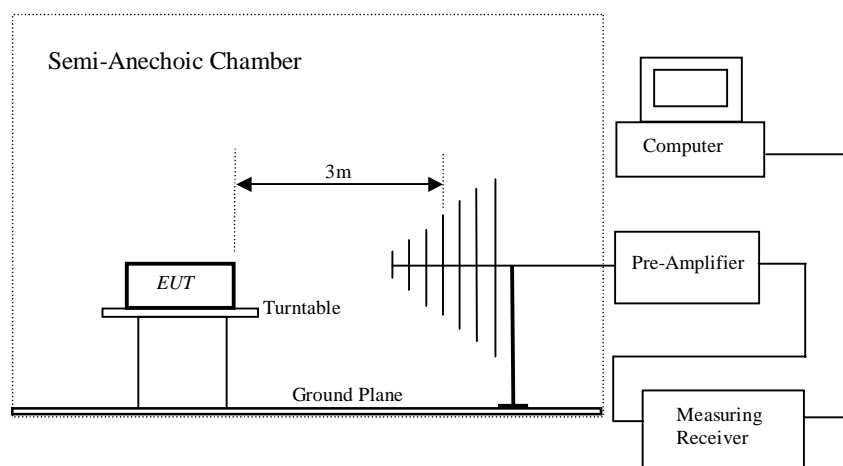 Semi-Anechoic Chamber
3m
Computer
EUT
Turntable
Pre-Amplifier
Ground Plane
Measuring
Receiver